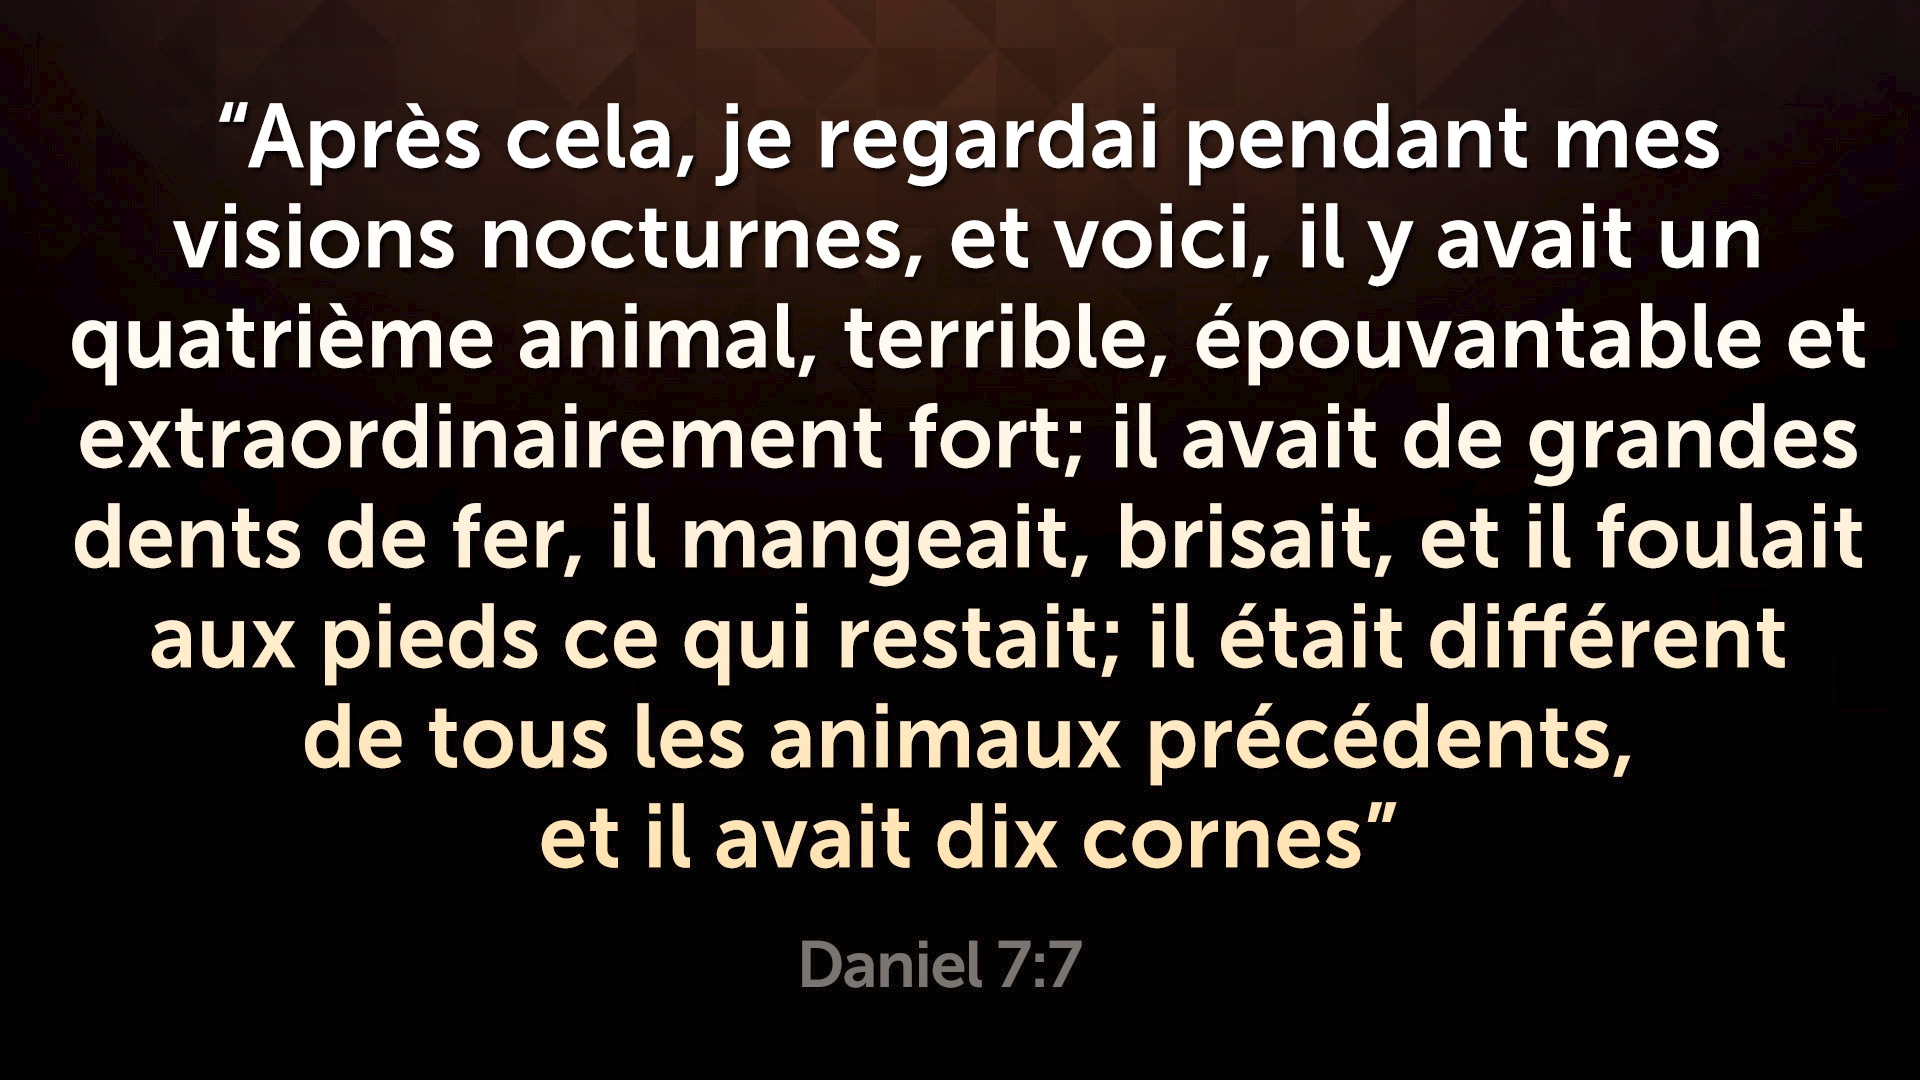 “Après cela, je regardai pendant mes
visions nocturnes, et voici, il y avait un
quatrième animal, terrible, épouvantable et
extraordinairement fort; il avait de grandes
dents de fer, il mangeait, brisait, et il foulait
aux pieds ce qui restait; il était différent
de tous les animaux précédents,
et il avait dix cornes”
Daniel 7:7